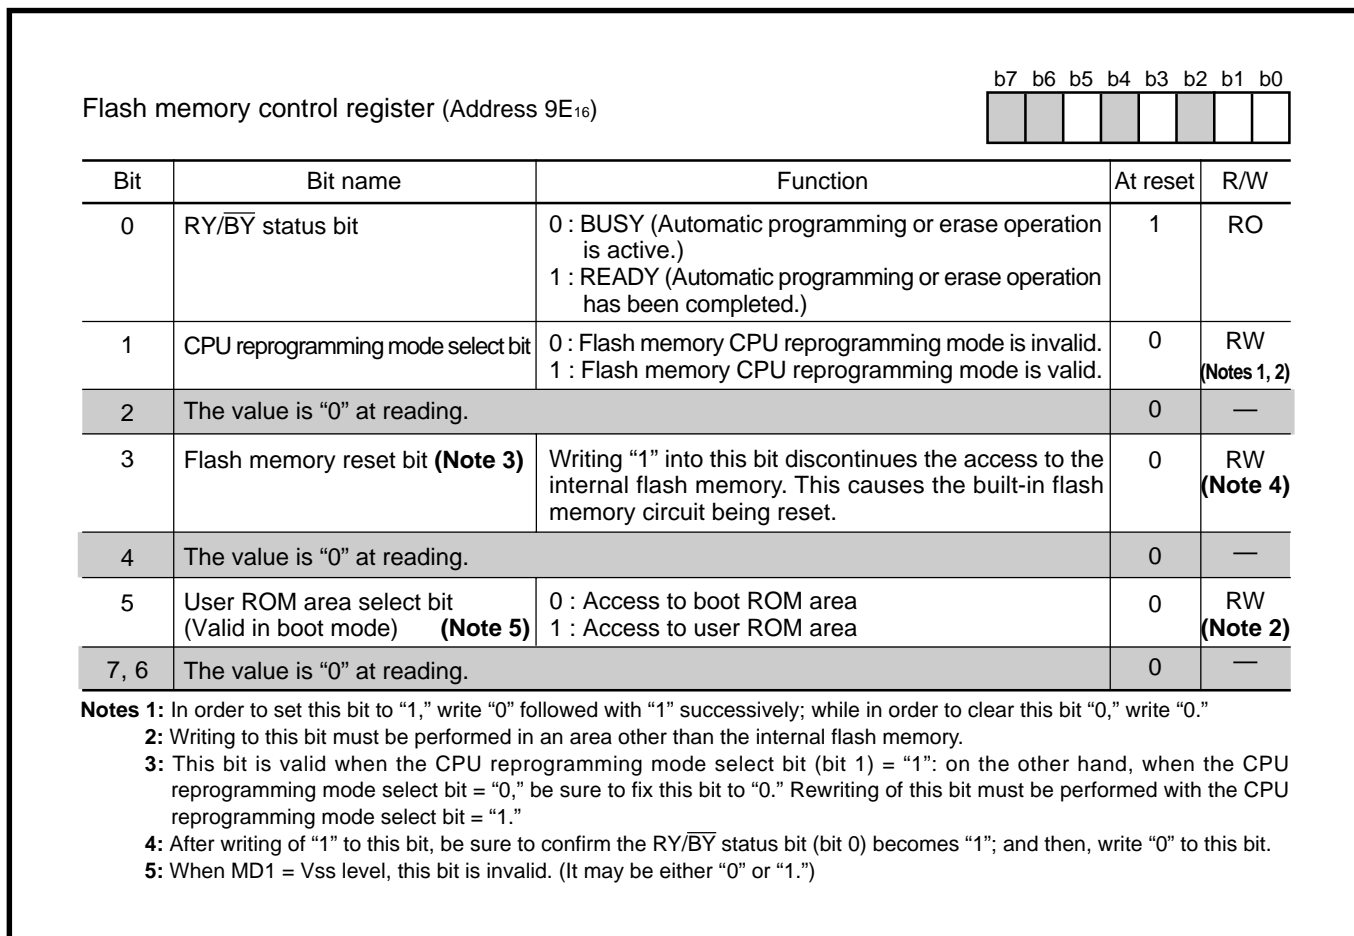 b7 b6 b5 b4 b3 b2 b1 b0
Flash memory control register (Address 9E16)
Bit Bit name Function At reset R/W
0 RY/BY status bit 0 : BUSY (Automatic programming or erase operation 1 RO
is active.)
1 : READY (Automatic programming or erase operation
has been completed.)
1 CPU reprogramming mode select bit 0 : Flash memory CPU reprogramming mode is invalid. 0 RW
1 : Flash memory CPU reprogramming mode is valid. (Notes 1, 2)
2 The value is “0” at reading. 0 —
3 Flash memory reset bit (Note 3) Writing “1” into this bit discontinues the access to the 0 RW
internal flash memory. This causes the built-in flash (Note 4)
memory circuit being reset.
4 The value is “0” at reading. 0 —
5 User ROM area select bit 0 : Access to boot ROM area 0 RW
(Valid in boot mode) (Note 5) 1 : Access to user ROM area (Note 2)
7, 6 The value is “0” at reading. 0 —
Notes 1: In order to set this bit to “1,” write “0” followed with “1” successively; while in order to clear this bit “0,” write “0.”
2: Writing to this bit must be performed in an area other than the internal flash memory.
3: This bit is valid when the CPU reprogramming mode select bit (bit 1) = “1”: on the other hand, when the CPU
reprogramming mode select bit = “0,” be sure to fix this bit to “0.” Rewriting of this bit must be performed with the CPU
reprogramming mode select bit = “1.”
4: After writing of “1” to this bit, be sure to confirm the RY/BY status bit (bit 0) becomes “1”; and then, write “0” to this bit.
5: When MD1 = Vss level, this bit is invalid. (It may be either “0” or “1.”)